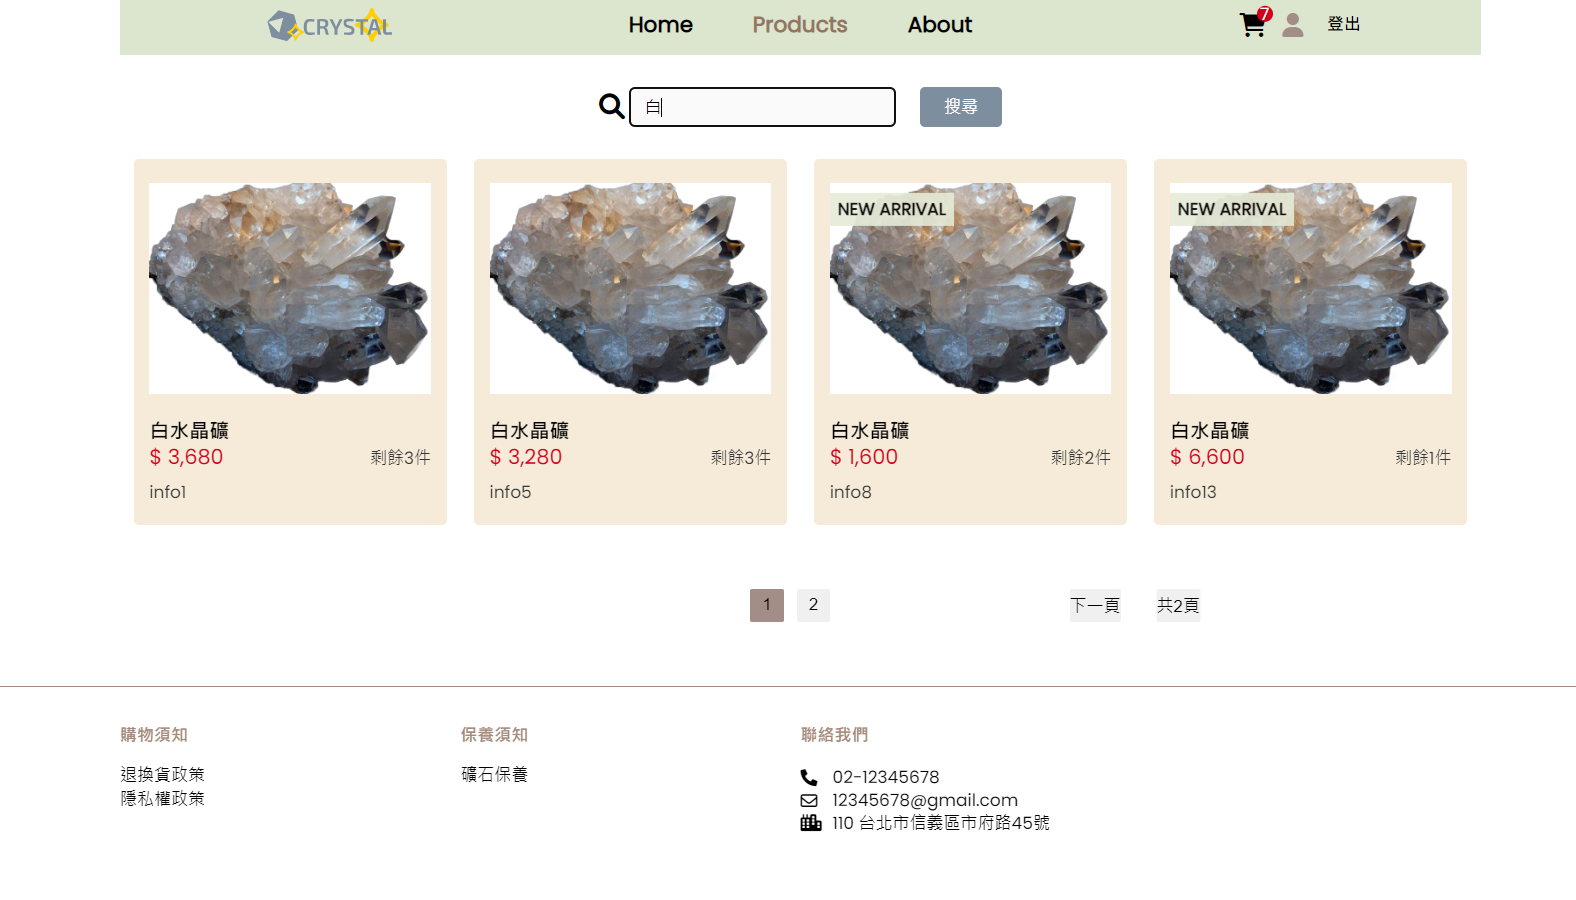 CRYSTAL
Home
Products
About
7
登出
白
搜尋
NEW ARRIVAL
NEW ARRIVAL
白水晶礦
$ 3,680
剩餘3件
info1
白水晶礦
$ 3,280
剩餘3件
info5
白水晶礦
$ 1,600
剩餘2件
info8
白水晶礦
$ 6,600
剩餘1件
info13
1
2
下一頁
共2頁
購物須知
退換貨政策
隱私權政策
保養須知
礦石保養
聯絡我們
02-12345678
12345678@gmail.com
110 台北市信義區市府路45號